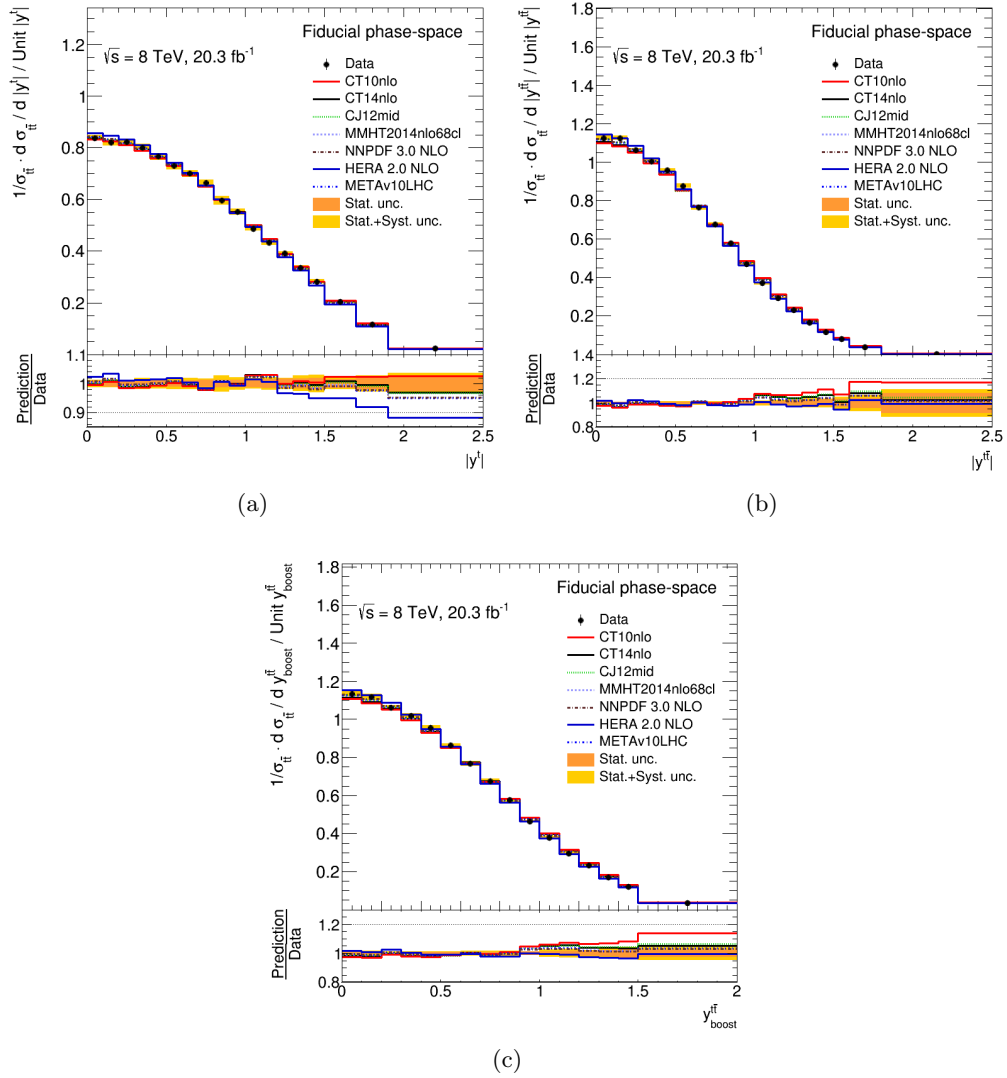 1/σ_tt̄ · d σ_tt̄ / d |y^t| / Unit |y^t|
Fiducial phase-space
√s = 8 TeV, 20.3 fb⁻¹
Data
CT10nlo
CT14nlo
CJ12mid
MMHT2014nlo68cl
NNPDF 3.0 NLO
HERA 2.0 NLO
METAv10LHC
Stat. unc.
Stat.+Syst. unc.
1.2
1
0.8
0.6
0.4
0.2
Prediction
Data
1.1
1
0.9
0 0.5 1 1.5 2 2.5
|y^t|
(a)
1/σ_tt̄ · d σ_tt̄ / d |y^tt̄| / Unit |y^tt̄|
Fiducial phase-space
√s = 8 TeV, 20.3 fb⁻¹
Data
CT10nlo
CT14nlo
CJ12mid
MMHT2014nlo68cl
NNPDF 3.0 NLO
HERA 2.0 NLO
METAv10LHC
Stat. unc.
Stat.+Syst. unc.
1.8
1.6
1.4
1.2
1
0.8
0.6
0.4
0.2
Prediction
Data
1.4
1.2
1
0.8
0 0.5 1 1.5 2 2.5
|y^tt̄|
(b)
1/σ_tt̄ · d σ_tt̄ / d y^tt̄_boost / Unit y^tt̄_boost
Fiducial phase-space
√s = 8 TeV, 20.3 fb⁻¹
Data
CT10nlo
CT14nlo
CJ12mid
MMHT2014nlo68cl
NNPDF 3.0 NLO
HERA 2.0 NLO
METAv10LHC
Stat. unc.
Stat.+Syst. unc.
1.8
1.6
1.4
1.2
1
0.8
0.6
0.4
0.2
Prediction
Data
1.2
1
0.8
0 0.5 1 1.5 2
y^tt̄_boost
(c)